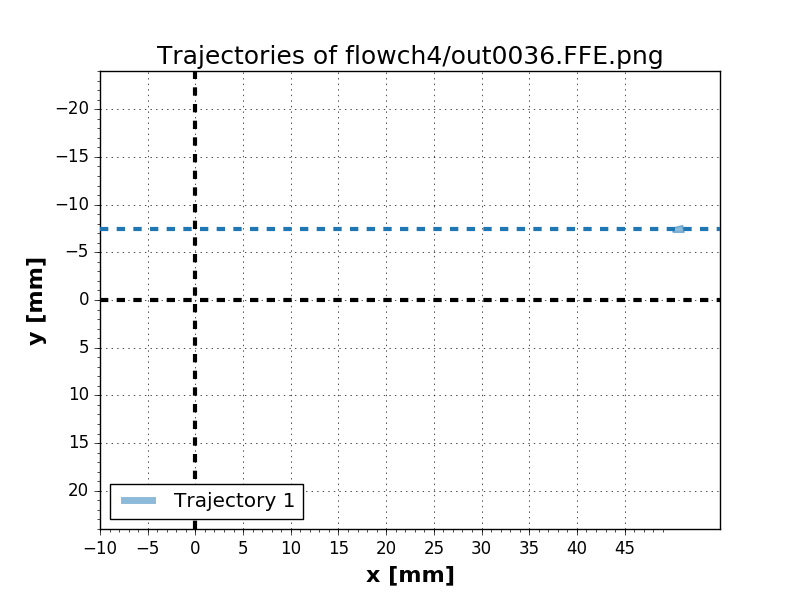 Trajectories of flowch4/out0036.FFE.png
−20
−15
−10
−5
0
5
10
15
20
y [mm]
Trajectory 1
−10 −5 0 5 10 15 20 25 30 35 40 45
x [mm]